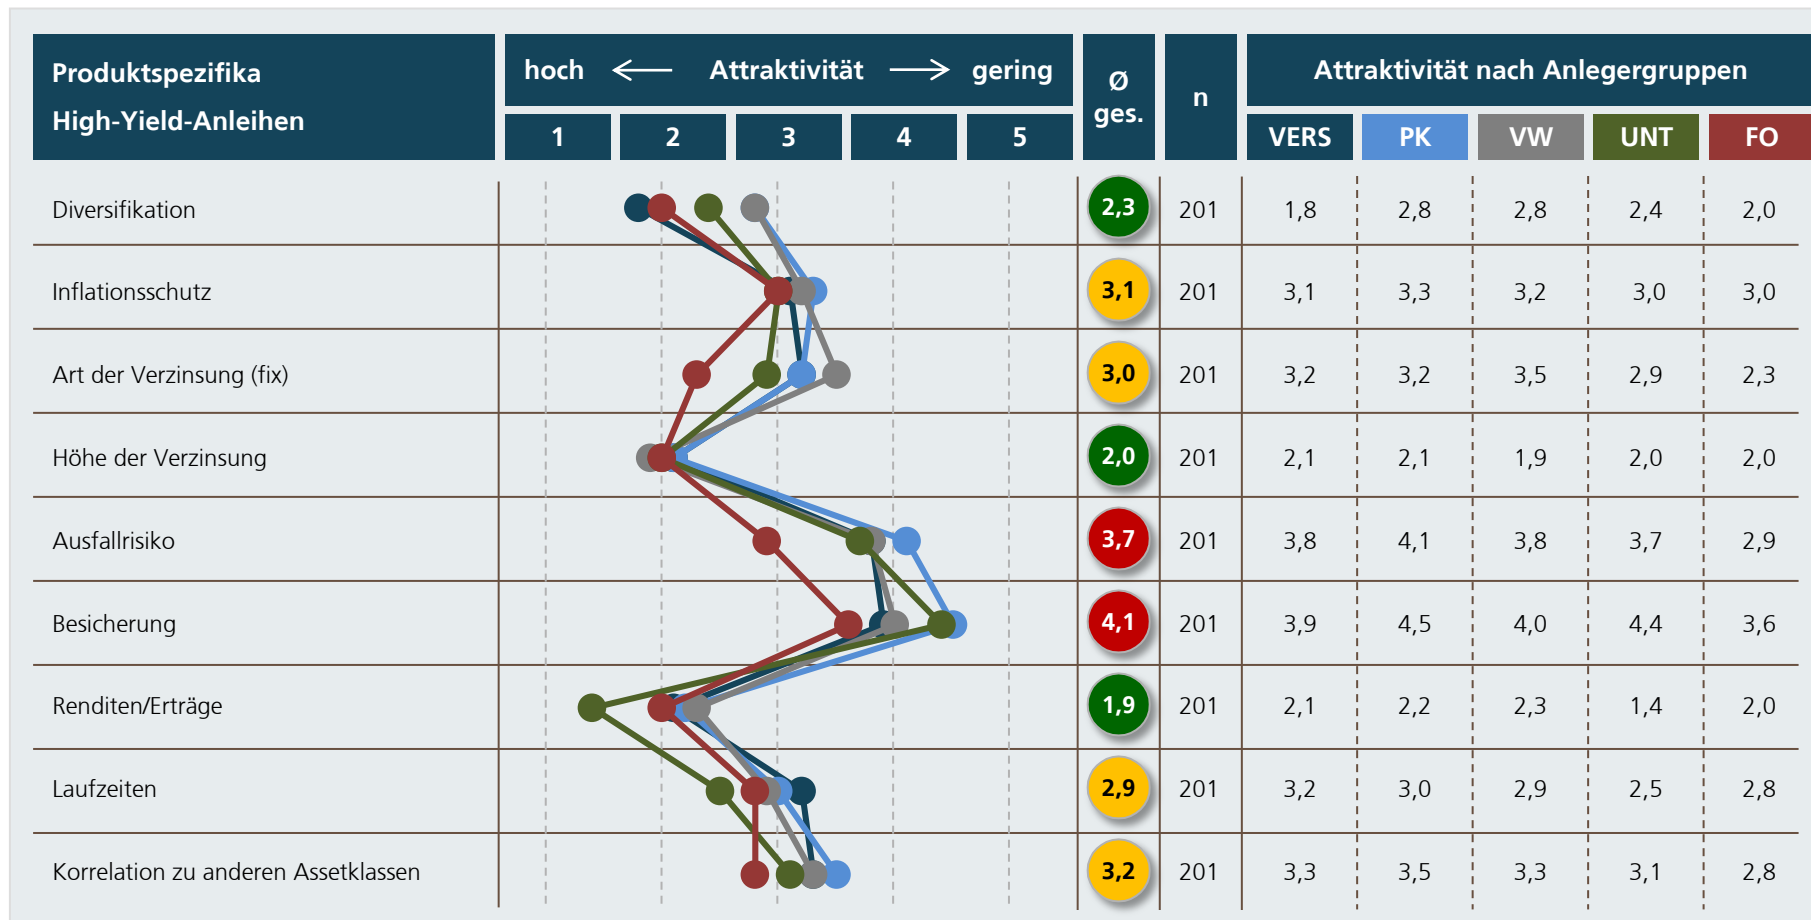 Produktspezifika
High-Yield-Anleihen
hoch ← Attraktivität → gering
1 2 3 4 5
Ø
ges.
n
Attraktivität nach Anlegergruppen
VERS PK VW UNT FO
Diversifikation 2,3 201 1,8 2,8 2,8 2,4 2,0
Inflationsschutz 3,1 201 3,1 3,3 3,2 3,0 3,0
Art der Verzinsung (fix) 3,0 201 3,2 3,2 3,5 2,9 2,3
Höhe der Verzinsung 2,0 201 2,1 2,1 1,9 2,0 2,0
Ausfallrisiko 3,7 201 3,8 4,1 3,8 3,7 2,9
Besicherung 4,1 201 3,9 4,5 4,0 4,4 3,6
Renditen/Erträge 1,9 201 2,1 2,2 2,3 1,4 2,0
Laufzeiten 2,9 201 3,2 3,0 2,9 2,5 2,8
Korrelation zu anderen Assetklassen 3,2 201 3,3 3,5 3,3 3,1 2,8